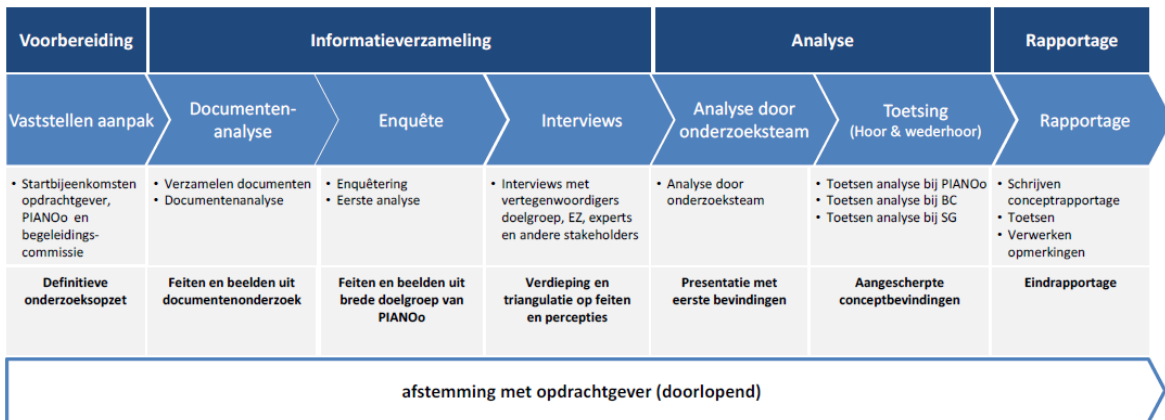 Voorbereiding
Informatieverzameling
Analyse
Rapportage
Vaststellen aanpak
Documenten-
analyse
Enquête
Interviews
Analyse door
onderzoeksteam
Toetsing
(Hoor & wederhoor)
Rapportage
• Startbijeenkomsten
opdrachtgever,
PIANOo en
begeleidings-
commissie
• Verzamelen documenten
• Documentenanalyse
• Enquêtering
• Eerste analyse
• Interviews met
vertegenwoordigers
doelgroep, EZ, experts
en andere stakeholders
• Analyse door
onderzoeksteam
• Toetsen analyse bij PIANOo
• Toetsen analyse bij BC
• Toetsen analyse bij SG
• Schrijven
conceptrapportage
• Toetsen
• Verwerken
opmerkingen
Definitieve
onderzoeksopzet
Feiten en beelden uit
documentenonderzoek
Feiten en beelden uit
brede doelgroep van
PIANOo
Verdieping en
triangulatie op feiten
en percepties
Presentatie met
eerste bevindingen
Aangescherpte
conceptbevindingen
Eindrapportage
afstemming met opdrachtgever (doorlopend)